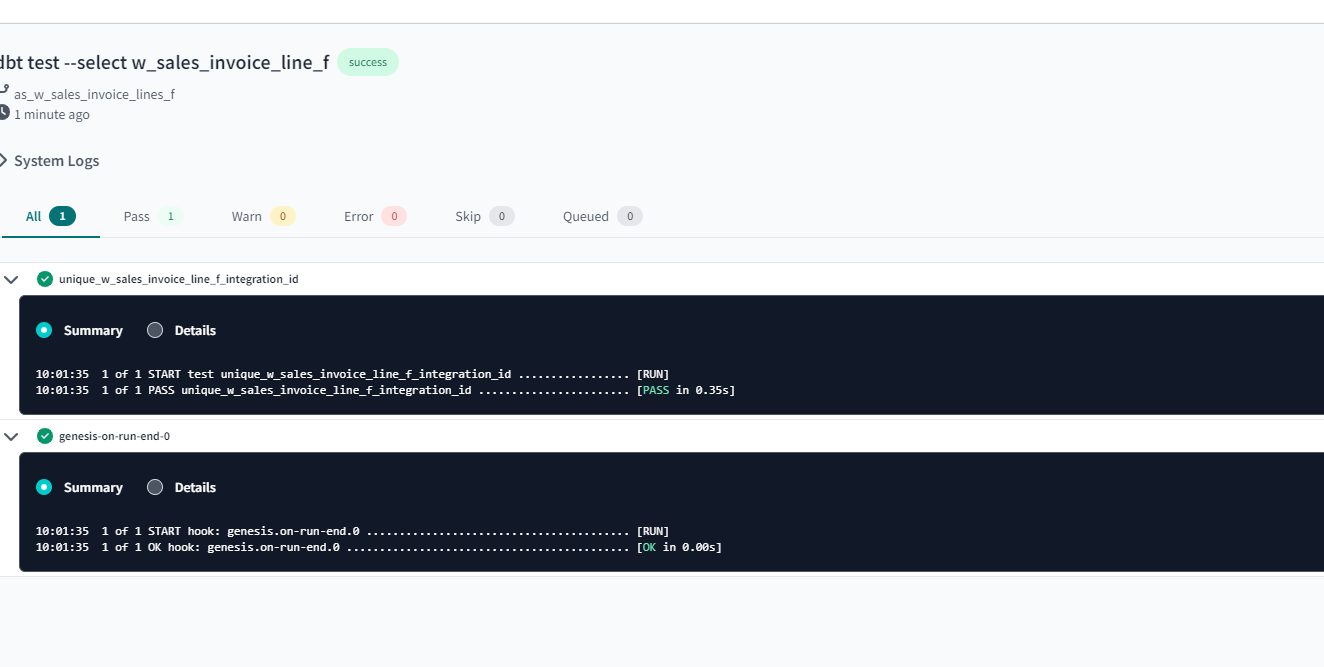 dbt test --select w_sales_invoice_line_f success
as_w_sales_invoice_lines_f
1 minute ago
System Logs
All 1 Pass 1 Warn 0 Error 0 Skip 0 Queued 0
unique_w_sales_invoice_line_f_integration_id
Summary Details
10:01:35 1 of 1 START test unique_w_sales_invoice_line_f_integration_id ................. [RUN]
10:01:35 1 of 1 PASS unique_w_sales_invoice_line_f_integration_id ....................... [PASS in 0.35s]
genesis-on-run-end-0
Summary Details
10:01:35 1 of 1 START hook: genesis.on-run-end.0 ........................................ [RUN]
10:01:35 1 of 1 OK hook: genesis.on-run-end.0 ........................................... [OK in 0.00s]